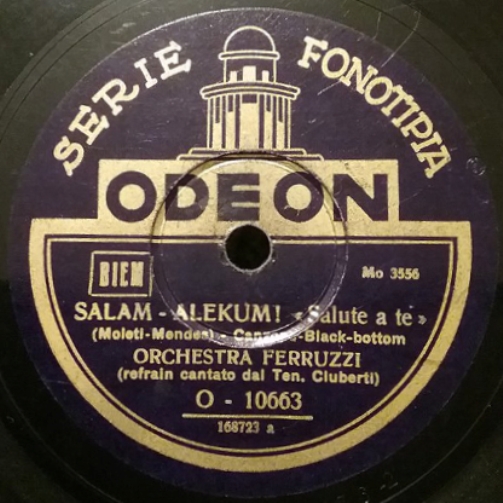 SERIE FONOTIPIA
ODEON
BIEM
Mo 3556
SALAM - ALEKUM! «Salute a te»
(Moleti-Mendes) - Canzone-Black-bottom
ORCHESTRA FERRUZZI
(refrain cantato dal Ten. Ciuberti)
O - 10663
168723 a